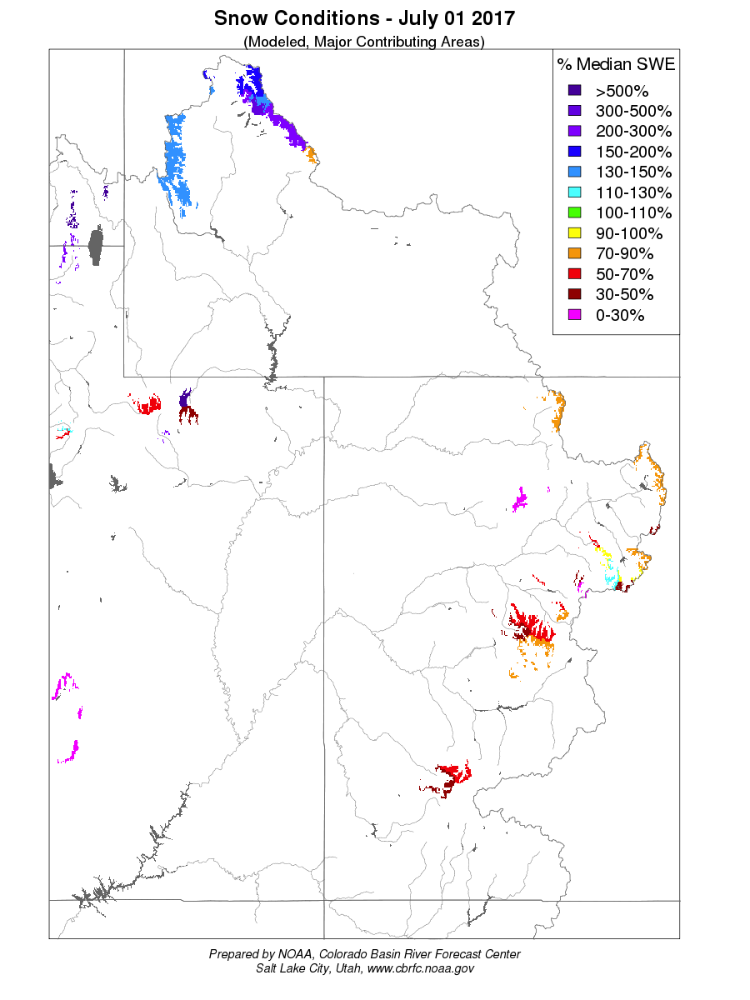 Snow Conditions - July 01 2017
(Modeled, Major Contributing Areas)
% Median SWE
>500%
300-500%
200-300%
150-200%
130-150%
110-130%
100-110%
90-100%
70-90%
50-70%
30-50%
0-30%
Prepared by NOAA, Colorado Basin River Forecast Center
Salt Lake City, Utah, www.cbrfc.noaa.gov